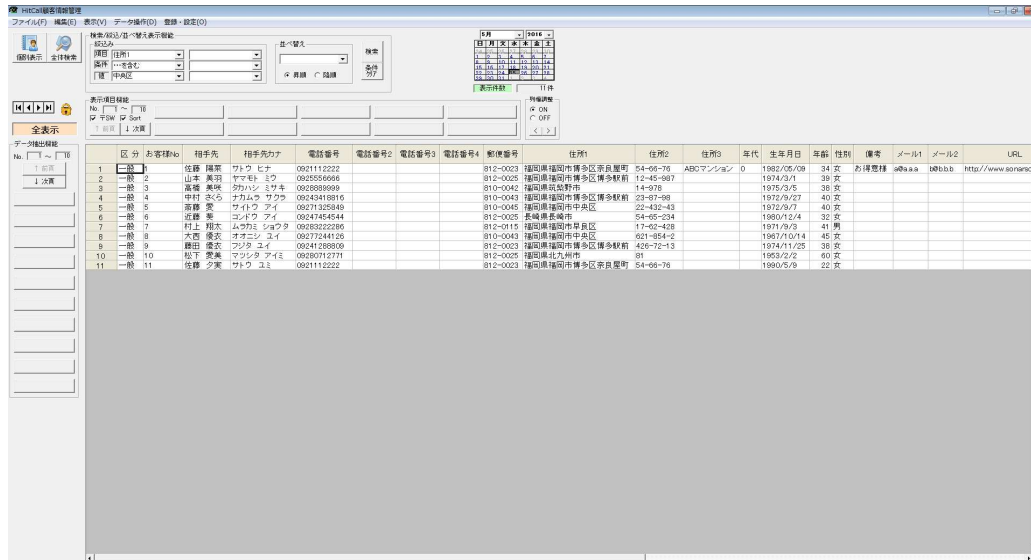 HitCall顧客情報管理
ファイル(F) 編集(E) 表示(V) データ操作(D) 登録・設定(O)
個別表示 全体検索
検索/絞込/並べ替え表示機能
絞込み
項目 住所1
条件 …を含む
値 中央区
並べ替え
昇順 降順
検索
条件クリア
5月 2016
日 月 火 水 木 金 土
表示件数 11 件
表示項目機能
No. 1 ～ 10
〒SW Sort
↑ 前頁 ↓ 次頁
列幅調整
ON
OFF
< >
全表示
データ抽出機能
No. 1 ～ 10
↑ 前頁
↓ 次頁
区分 お客様No 相手先 相手先カナ 電話番号 電話番号2 電話番号3 電話番号4 郵便番号 住所1 住所2 住所3 年代 生年月日 年齢 性別 備考 メール1 メール2 URL
1 一般 1 佐藤 陽菜 サトウ ヒナ 0921112222 812-0023 福岡県福岡市博多区奈良屋町 54-66-76 ABCマンション 0 1982/05/09 34 女 お得意様 a@a.a.a b@b.b.b
2 一般 2 山本 美羽 ヤマモト ミウ 0925556666 812-0025 福岡県福岡市博多区博多駅前 12-45-987 1974/3/1 39 女
3 一般 3 高橋 美咲 タカハシ ミサキ 0928889999 810-0042 福岡県筑紫野市 14-978 1975/3/5 38 女
4 一般 4 中村 さくら ナカムラ サクラ 09243418816 810-0043 福岡県福岡市博多区博多駅前 23-87-98 1972/9/27 40 女
5 一般 5 斎藤 愛 サイトウ アイ 09271325849 810-0045 福岡県福岡市中央区 22-432-43 1972/9/7 40 女
6 一般 6 近藤 葵 コンドウ アイ 09247454544 812-0025 長崎県長崎市 54-65-234 1980/12/4 32 女
7 一般 7 村上 翔太 ムラカミ ショウタ 09283222286 812-0115 福岡県福岡市早良区 17-62-428 1971/9/3 41 男
8 一般 8 大西 優衣 オオニシ ユイ 09277244126 810-0043 福岡県福岡市中央区 621-854-2 1967/10/14 45 女
9 一般 9 藤田 優衣 フジタ ユイ 09241288809 812-0023 福岡県福岡市博多区博多駅前 426-72-13 1974/11/25 38 女
10 一般 10 松下 愛美 マツシタ アイミ 09280712771 812-0025 福岡県北九州市 81 1953/2/2 60 女
11 一般 11 佐藤 夕実 サトウ ユミ 0921112222 812-0023 福岡県福岡市博多区奈良屋町 54-66-76 1990/5/9 22 女